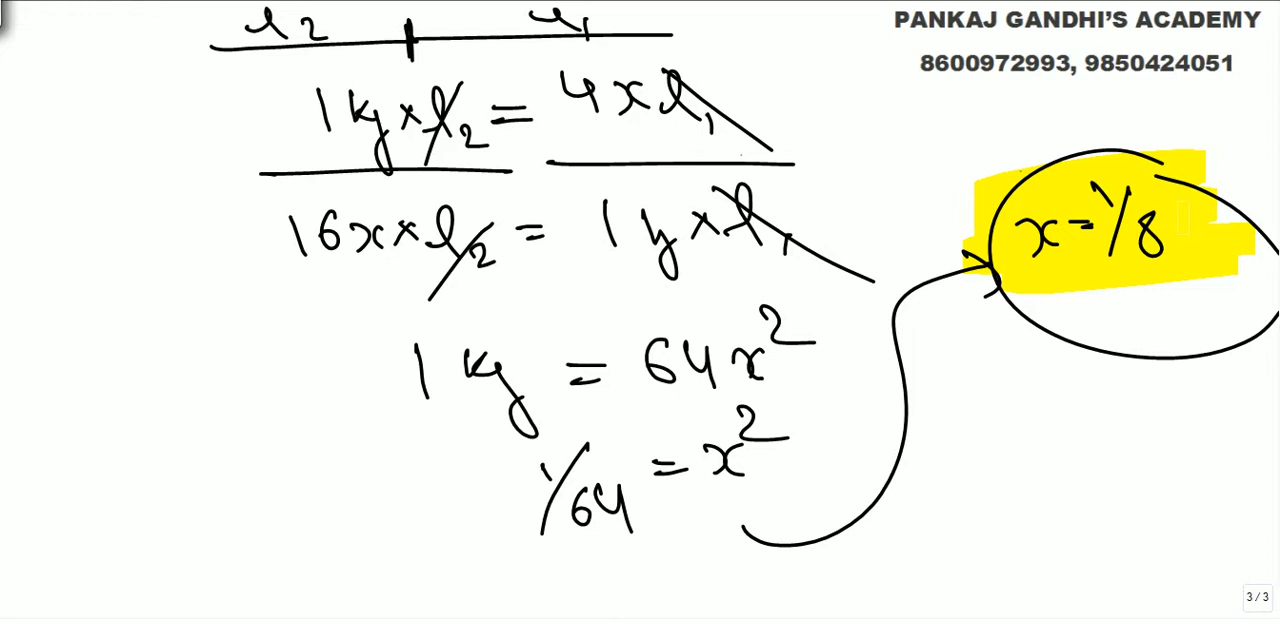 PANKAJ GANDHI'S ACADEMY
8600972993, 9850424051
l2
1 kg × l2 = 4x l1
16x × l2 = 1 kg × l1
x = 1/8
1 kg = 64x²
1/64 = x²
3 / 3